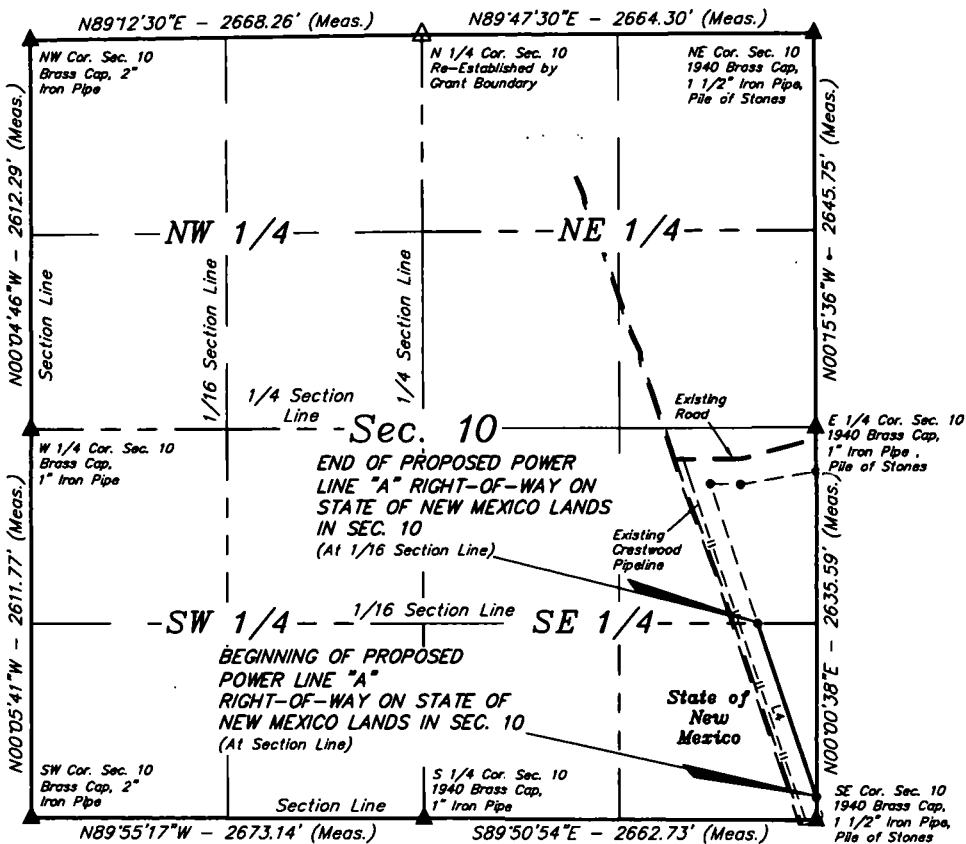 N89°12'30"E - 2668.26' (Meas.)
N89°47'30"E - 2664.30' (Meas.)
NW Cor. Sec. 10
Brass Cap, 2"
Iron Pipe
N 1/4 Cor. Sec. 10
Re-Established by
Grant Boundary
NE Cor. Sec. 10
1940 Brass Cap,
1 1/2" Iron Pipe,
Pile of Stones
N00°04'46"W - 2612.29' (Meas.)
Section Line
NW 1/4
1/16 Section Line
1/4 Section Line
NE 1/4
N00°15'36"W - 2645.75' (Meas.)
1/4 Section
Line
Existing
Road
Sec. 10
W 1/4 Cor. Sec. 10
Brass Cap,
1" Iron Pipe
E 1/4 Cor. Sec. 10
1940 Brass Cap,
1" Iron Pipe,
Pile of Stones
END OF PROPOSED POWER
LINE "A" RIGHT-OF-WAY ON
STATE OF NEW MEXICO LANDS
IN SEC. 10
(At 1/16 Section Line)
Existing
Crestwood
Pipeline
N00°05'41"W - 2611.77' (Meas.)
N00°00'38"E - 2635.59' (Meas.)
1/16 Section Line
SW 1/4
SE 1/4
BEGINNING OF PROPOSED
POWER LINE "A"
RIGHT-OF-WAY ON STATE OF
NEW MEXICO LANDS IN SEC. 10
(At Section Line)
State of
New
Mexico
L4
SW Cor. Sec. 10
Brass Cap, 2"
Iron Pipe
Section Line
S 1/4 Cor. Sec. 10
1940 Brass Cap,
1" Iron Pipe
SE Cor. Sec. 10
1940 Brass Cap,
1 1/2" Iron Pipe,
Pile of Stones
N89°55'17"W - 2673.14' (Meas.)
S89°50'54"E - 2662.73' (Meas.)